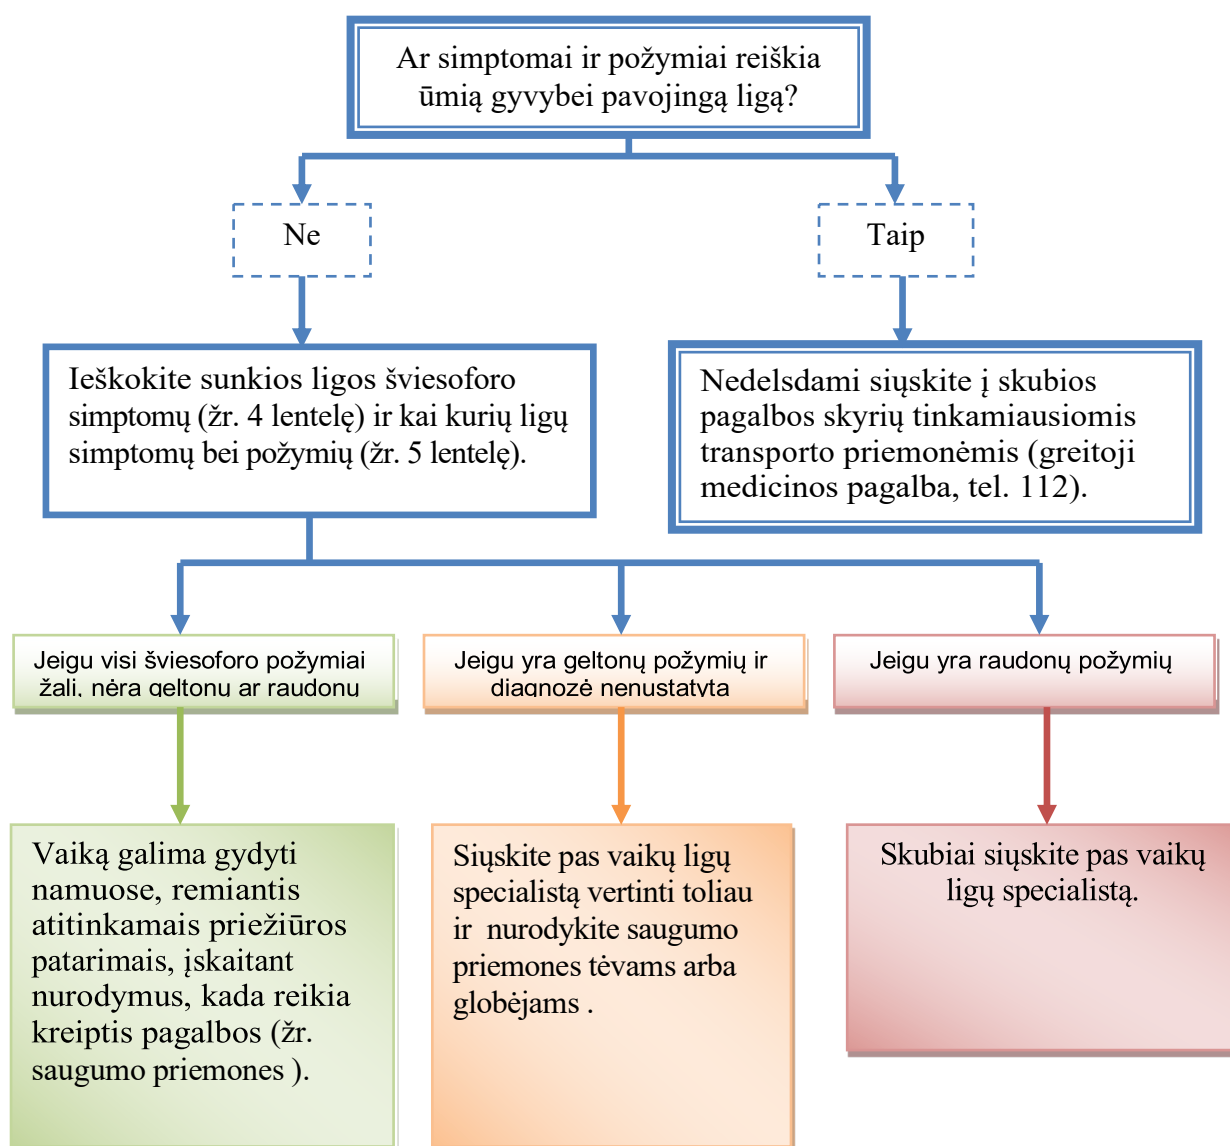 Ar simptomai ir požymiai reiškia
ūmią gyvybei pavojingą ligą?
Ne
Taip
Ieškokite sunkios ligos šviesoforo
simptomų (žr. 4 lentelę) ir kai kurių ligų
simptomų bei požymių (žr. 5 lentelę).
Nedelsdami siųskite į skubios
pagalbos skyrių tinkamiausiomis
transporto priemonėmis (greitoji
medicinos pagalba, tel. 112).
Jeigu visi šviesoforo požymiai
žali, nėra geltonų ar raudonų
Jeigu yra geltonų požymių ir
diagnozė nenustatyta
Jeigu yra raudonų požymių
Vaiką galima gydyti
namuose, remiantis
atitinkamais priežiūros
patarimais, įskaitant
nurodymus, kada reikia
kreiptis pagalbos (žr.
saugumo priemones ).
Siųskite pas vaikų ligų
specialistą vertinti toliau
ir nurodykite saugumo
priemones tėvams arba
globėjams .
Skubiai siųskite pas vaikų
ligų specialistą.